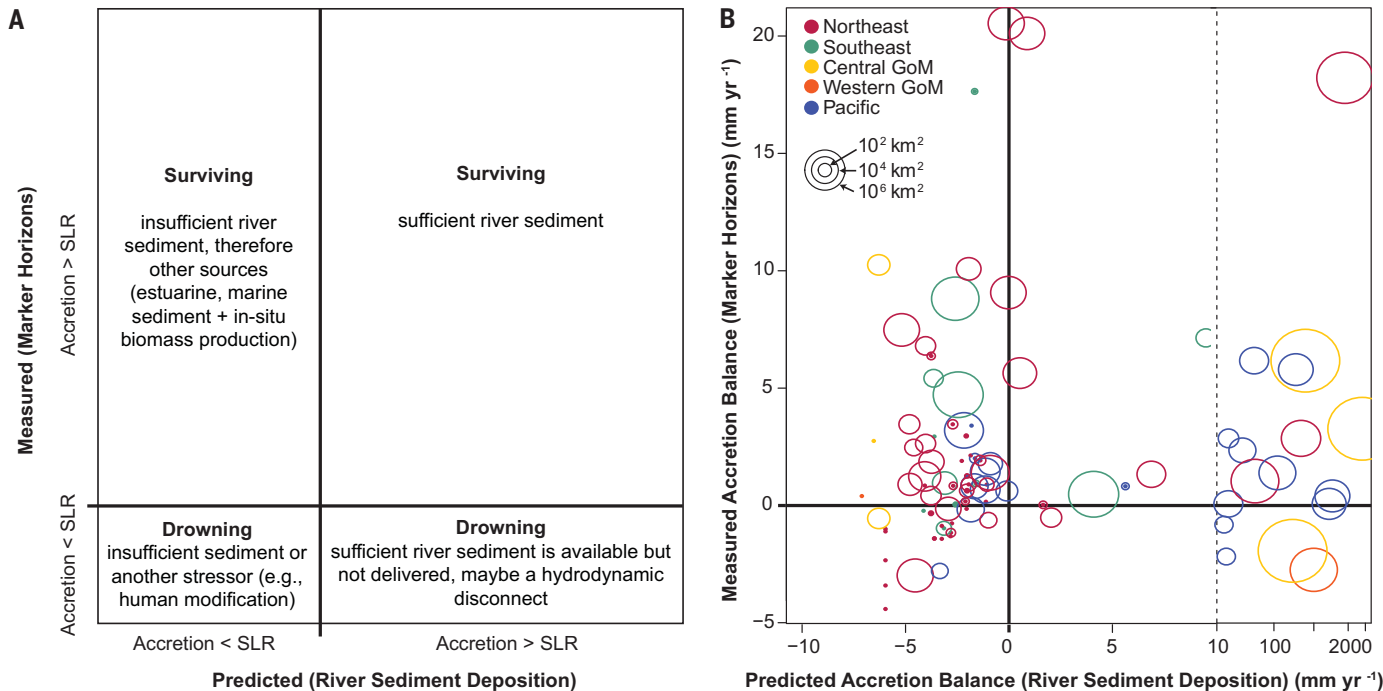 A
Measured (Marker Horizons)
Accretion > SLR
Accretion < SLR
Surviving
insufficient river
sediment, therefore
other sources
(estuarine, marine
sediment + in-situ
biomass production)
Surviving
sufficient river sediment
Drowning
insufficient sediment or
another stressor (e.g.,
human modification)
Drowning
sufficient river sediment is available but
not delivered, maybe a hydrodynamic
disconnect
Accretion < SLR
Accretion > SLR
Predicted (River Sediment Deposition)
B
Measured Accretion Balance (Marker Horizons) (mm yr -1)
20
15
10
5
0
−5
Northeast
Southeast
Central GoM
Western GoM
Pacific
10² km²
10⁴ km²
10⁶ km²
−10
−5
0
5
10
100
2000
Predicted Accretion Balance (River Sediment Deposition) (mm yr -1)